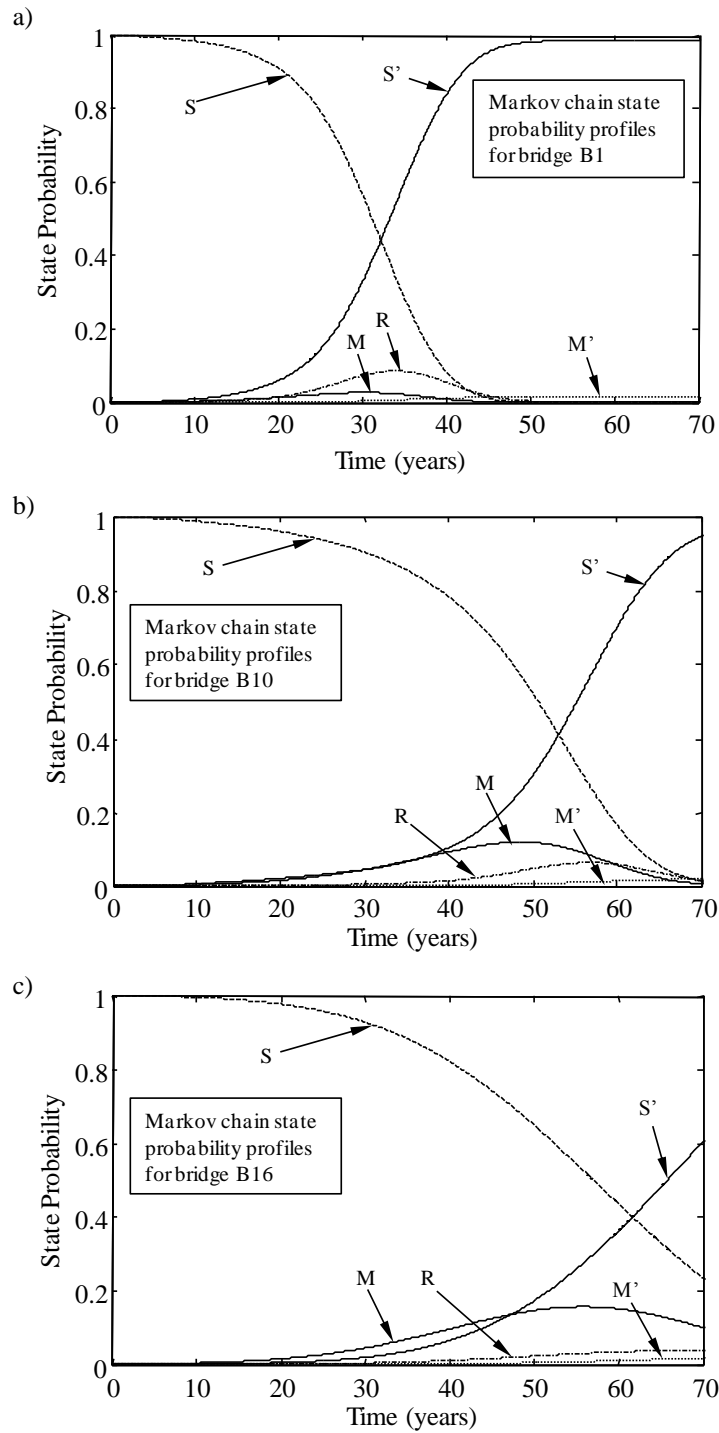 a)
1
0.8
0.6
0.4
0.2
0
State Probability
S
S’
Markov chain state
probability profiles
for bridge B1
M
R
M’
0 10 20 30 40 50 60 70
Time (years)
b)
1
0.8
0.6
0.4
0.2
0
State Probability
S
S’
Markov chain state
probability profiles
for bridge B10
R
M
M’
0 10 20 30 40 50 60 70
Time (years)
c)
1
0.8
0.6
0.4
0.2
0
State Probability
S
Markov chain state
probability profiles
for bridge B16
S’
M
R
M’
0 10 20 30 40 50 60 70
Time (years)